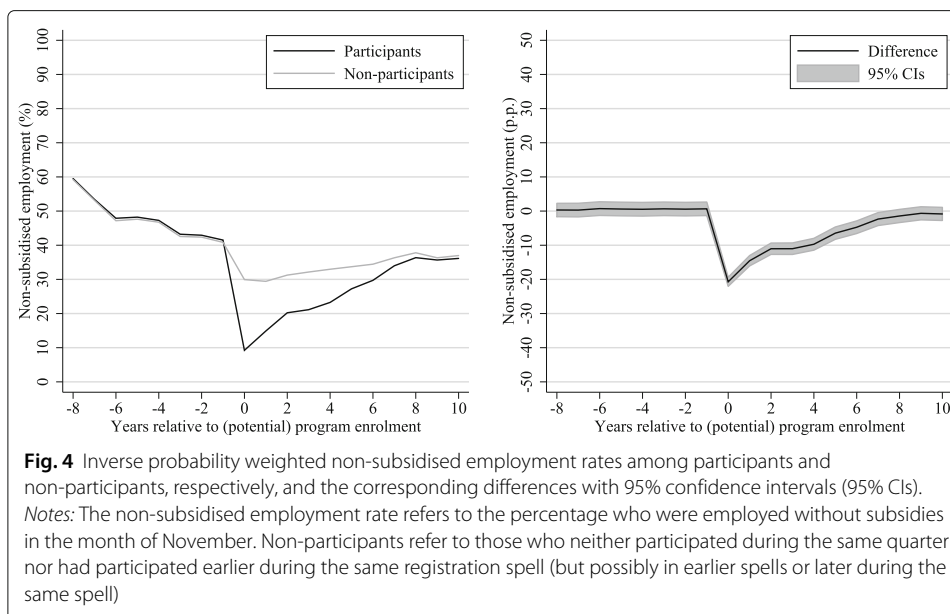 100
90
80
70
60
50
40
30
20
10
0
Non-subsidised employment (%)
Participants
Non-participants
-8 -6 -4 -2 0 2 4 6 8 10
Years relative to (potential) program enrolment
50
40
30
20
10
0
-10
-20
-30
-40
-50
Non-subsidised employment (p.p.)
Difference
95% CIs
-8 -6 -4 -2 0 2 4 6 8 10
Years relative to (potential) program enrolment
Fig. 4 Inverse probability weighted non-subsidised employment rates among participants and
non-participants, respectively, and the corresponding differences with 95% confidence intervals (95% CIs).
Notes: The non-subsidised employment rate refers to the percentage who were employed without subsidies
in the month of November. Non-participants refer to those who neither participated during the same quarter
nor had participated earlier during the same registration spell (but possibly in earlier spells or later during the
same spell)